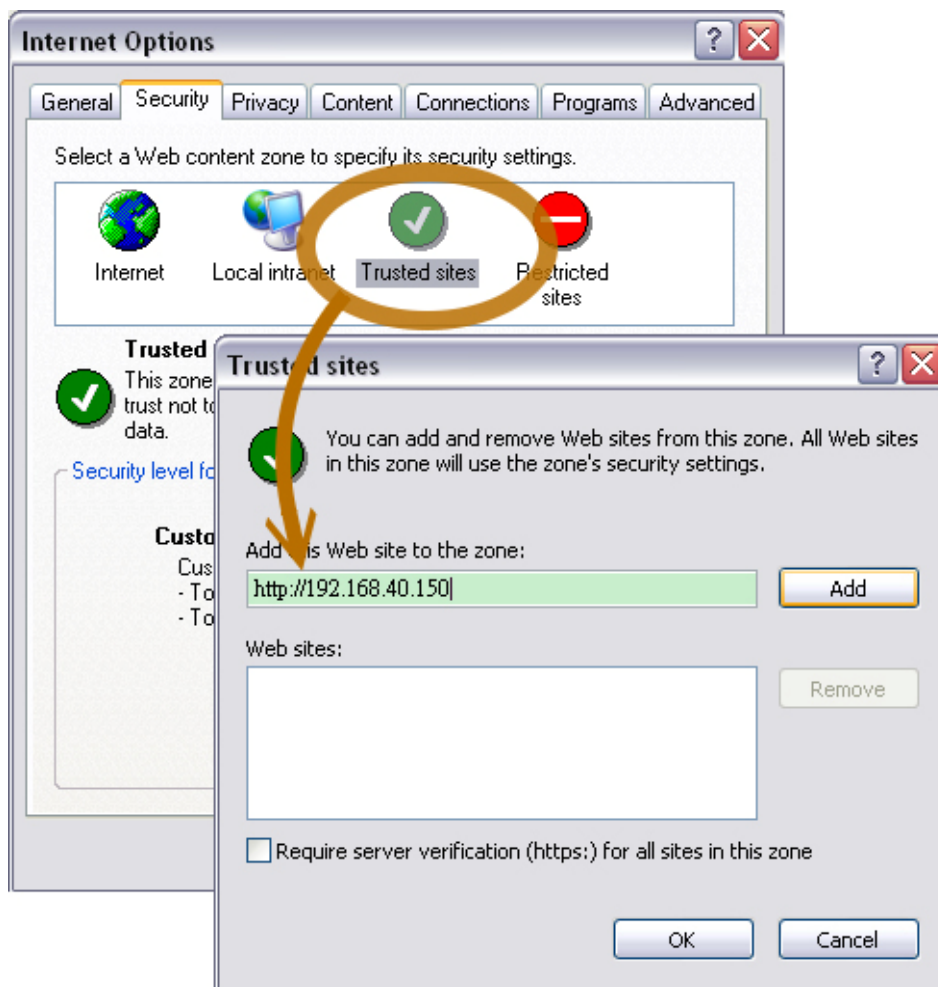 Internet Options
General Security Privacy Content Connections Programs Advanced
Select a Web content zone to specify its security settings.
Internet Local intranet Trusted sites Restricted sites
Trusted
This zone
trust not to
data.
Security level fo
Custo
Cus
- To
- To
Trusted sites
You can add and remove Web sites from this zone. All Web sites
in this zone will use the zone's security settings.
Add this Web site to the zone:
http://192.168.40.150
Add
Web sites:
Remove
Require server verification (https:) for all sites in this zone
OK Cancel